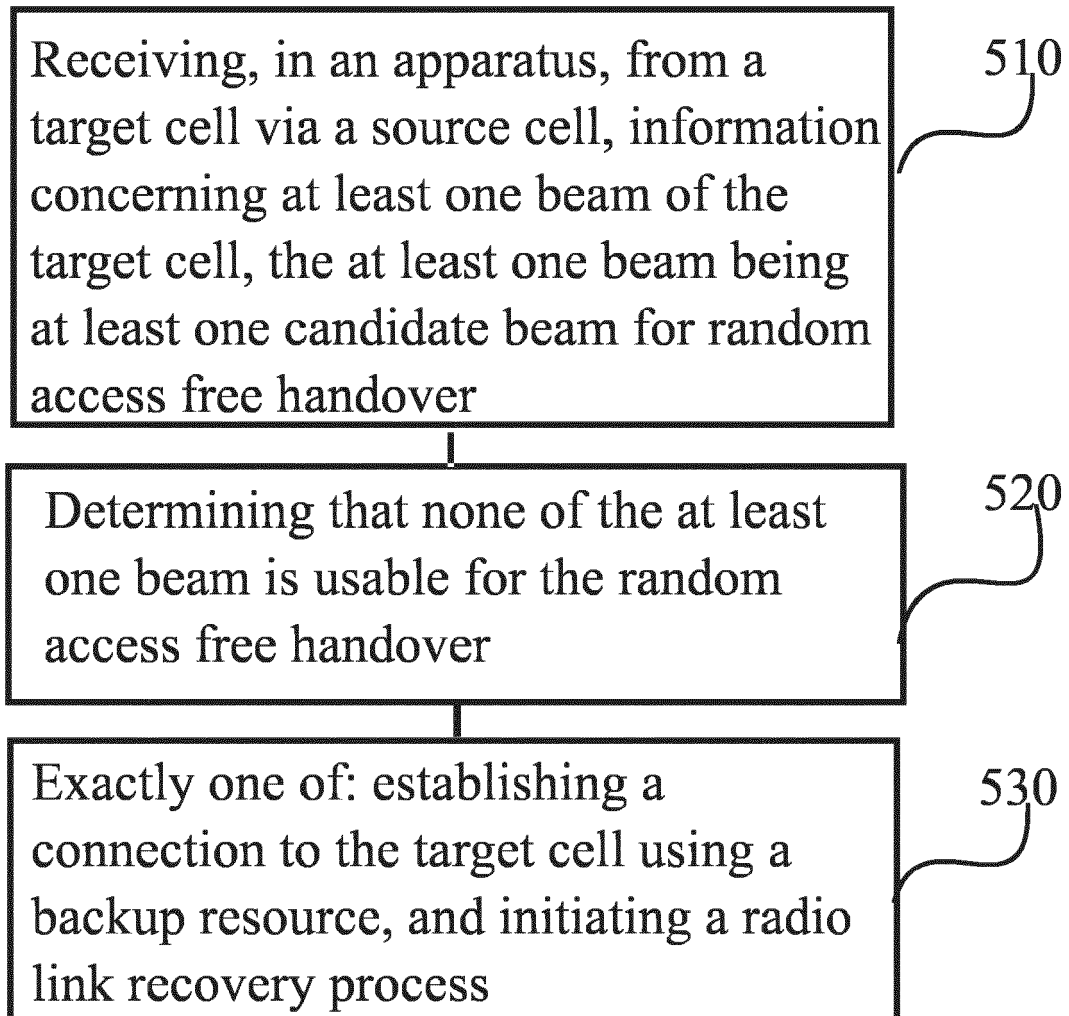 Receiving, in an apparatus, from a
target cell via a source cell, information
concerning at least one beam of the
target cell, the at least one beam being
at least one candidate beam for random
access free handover
510
Determining that none of the at least
one beam is usable for the random
access free handover
520
Exactly one of: establishing a
connection to the target cell using a
backup resource, and initiating a radio
link recovery process
530